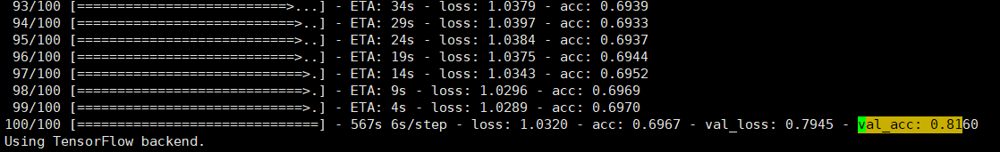 93/100 [==========================>...] - ETA: 34s - loss: 1.0379 - acc: 0.6939
94/100 [===========================>..] - ETA: 29s - loss: 1.0397 - acc: 0.6933
95/100 [===========================>..] - ETA: 24s - loss: 1.0384 - acc: 0.6937
96/100 [===========================>..] - ETA: 19s - loss: 1.0375 - acc: 0.6944
97/100 [============================>.] - ETA: 14s - loss: 1.0343 - acc: 0.6952
98/100 [============================>.] - ETA: 9s - loss: 1.0296 - acc: 0.6969
99/100 [============================>.] - ETA: 4s - loss: 1.0289 - acc: 0.6970
100/100 [==============================] - 567s 6s/step - loss: 1.0320 - acc: 0.6967 - val_loss: 0.7945 - val_acc: 0.8160
Using TensorFlow backend.